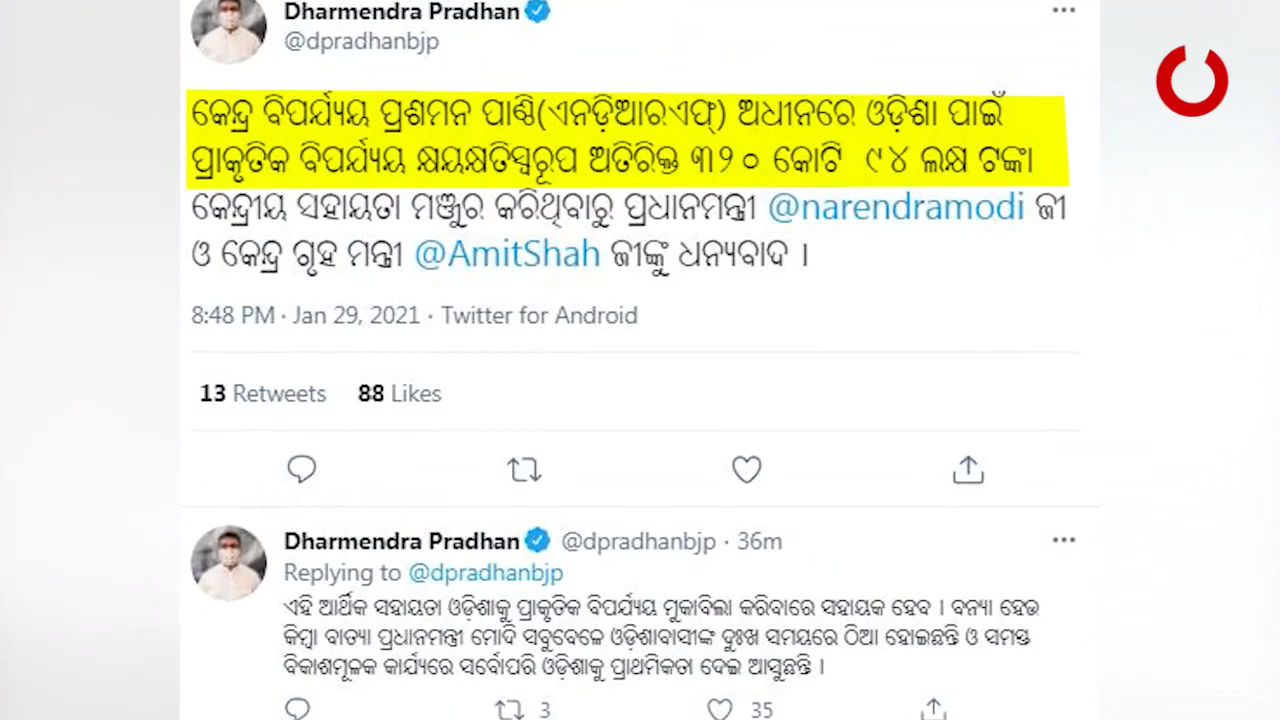 Dharmendra Pradhan
@dpradhanbjp
କେନ୍ଦ୍ର ବିପର୍ଯ୍ୟୟ ପ୍ରଶମନ ପାଣ୍ଠି(ଏନଡ଼ିଆରଏଫ୍) ଅଧୀନରେ ଓଡ଼ିଶା ପାଇଁ
ପ୍ରାକୃତିକ ବିପର୍ଯ୍ୟୟ କ୍ଷୟକ୍ଷତିସ୍ୱରୂପ ଅତିରିକ୍ତ ୩୨୦ କୋଟି ୯୪ ଲକ୍ଷ ଟଙ୍କା
କେନ୍ଦ୍ରୀୟ ସହାୟତା ମଞ୍ଜୁର କରିଥିବାରୁ ପ୍ରଧାନମନ୍ତ୍ରୀ @narendramodi ଜୀ
ଓ କେନ୍ଦ୍ର ଗୃହ ମନ୍ତ୍ରୀ @AmitShah ଜୀଙ୍କୁ ଧନ୍ୟବାଦ ।
8:48 PM · Jan 29, 2021 · Twitter for Android
13 Retweets 88 Likes
Dharmendra Pradhan @dpradhanbjp · 36m
Replying to @dpradhanbjp
ଏହି ଆର୍ଥିକ ସହାୟତା ଓଡ଼ିଶାକୁ ପ୍ରାକୃତିକ ବିପର୍ଯ୍ୟୟ ମୁକାବିଲା କରିବାରେ ସହାୟକ ହେବ । ବନ୍ୟା ହେଉ
କିମ୍ବା ବାତ୍ୟା ପ୍ରଧାନମନ୍ତ୍ରୀ ମୋଦି ସବୁବେଳେ ଓଡ଼ିଶାବାସୀଙ୍କ ଦୁଃଖ ସମୟରେ ଠିଆ ହୋଇଛନ୍ତି ଓ ସମସ୍ତ
ବିକାଶମୂଳକ କାର୍ଯ୍ୟରେ ସର୍ବୋପରି ଓଡ଼ିଶାକୁ ପ୍ରାଥମିକତା ଦେଇ ଆସୁଛନ୍ତି ।
3 35